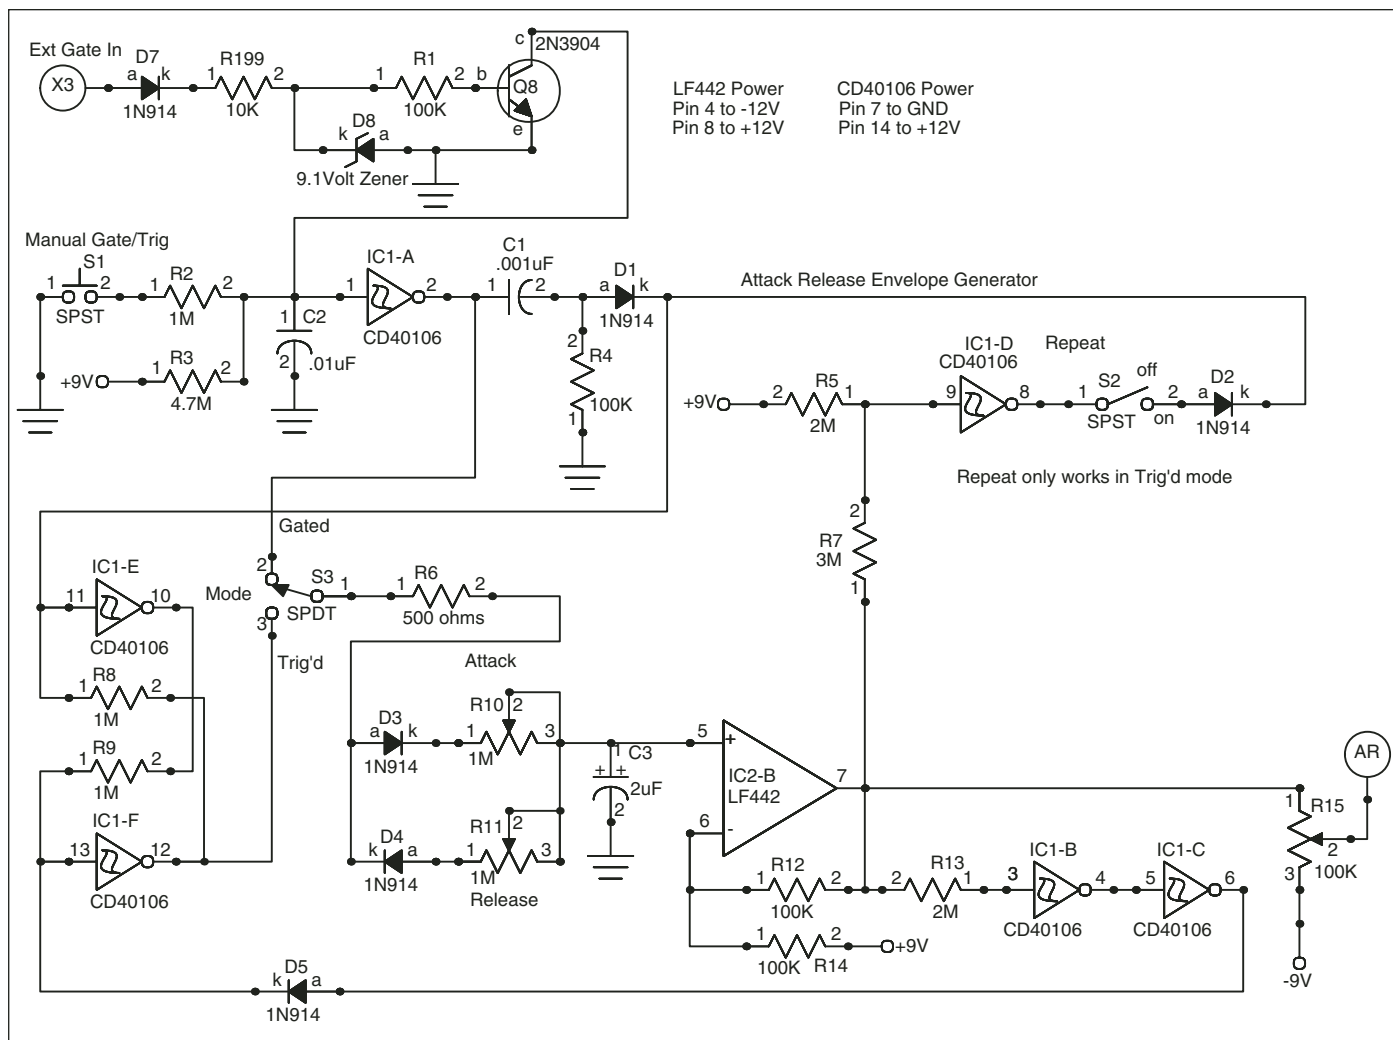 Ext Gate In
X3
D7
a k
1N914
R199
1 2
10K
R1
1 2
100K
c
2N3904
b
Q8
e
D8
k a
9.1Volt Zener
LF442 Power
Pin 4 to -12V
Pin 8 to +12V
CD40106 Power
Pin 7 to GND
Pin 14 to +12V
Manual Gate/Trig
S1
1 2
SPST
R2
1 2
1M
R3
1 2
+9V
4.7M
1 C2
2 .01uF
IC1-A
1 2
CD40106
C1
.001uF
1 2
D1
a k
1N914
2
R4
100K
1
Attack Release Envelope Generator
IC1-D
CD40106
9 8
Repeat
S2
off
1 2
SPST
on
D2
a k
1N914
+9V
2 R5 1
2M
Repeat only works in Trig'd mode
2
R7
3M
1
Gated
2
Mode
S3
1
SPDT
3
Trig'd
R6
1 2
500 ohms
IC1-E
11 10
CD40106
R8
1 2
1M
R9
1 2
1M
IC1-F
13 12
CD40106
Attack
D3
a k
1N914
R10
2
1 3
1M
D4
k a
1N914
R11
2
1 3
1M
Release
1 C3
+ +
2uF
2
5
+
IC2-B
LF442
7
6
-
R12
1 2
100K
1 2
100K R14
+9V
R13
2 1
2M
IC1-B
3 4
CD40106
IC1-C
5 6
CD40106
AR
1
R15
2
100K
3
-9V
D5
k a
1N914